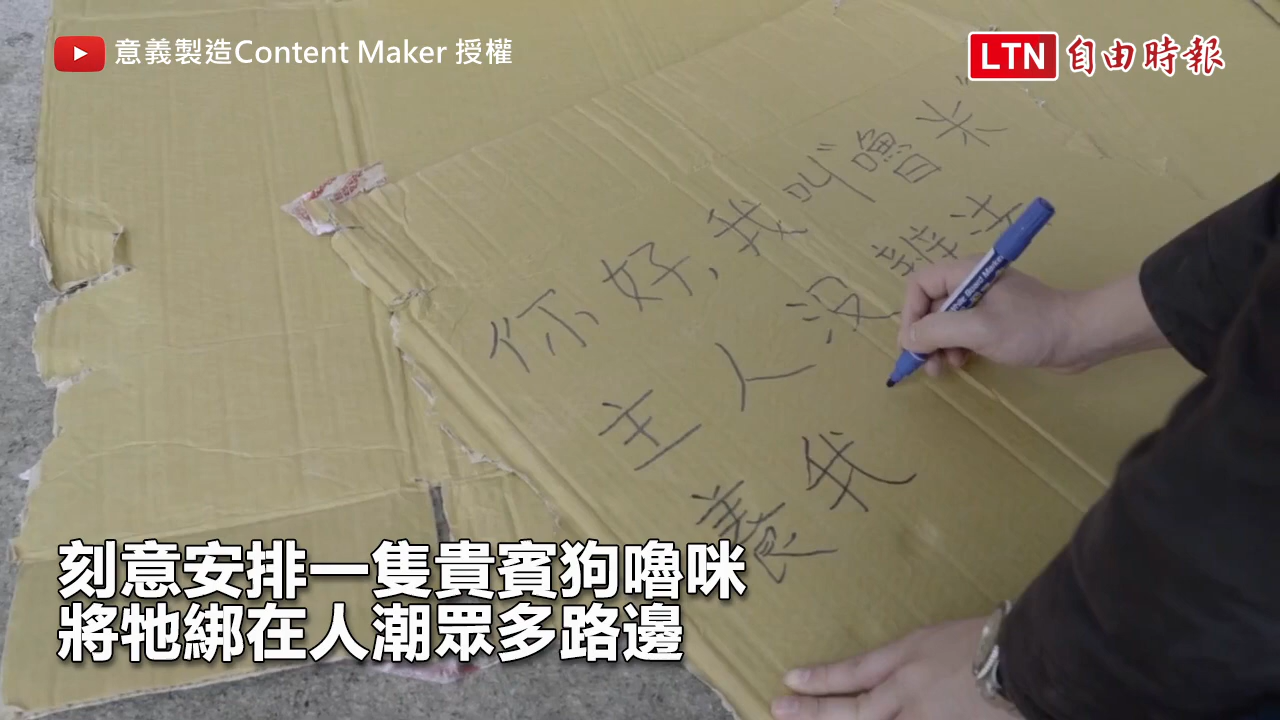 意義製造Content Maker 授權
LTN 自由時報
你好,我叫"嚕米"
主人沒辦法
養我
刻意安排一隻貴賓狗嚕咪
將牠綁在人潮眾多路邊